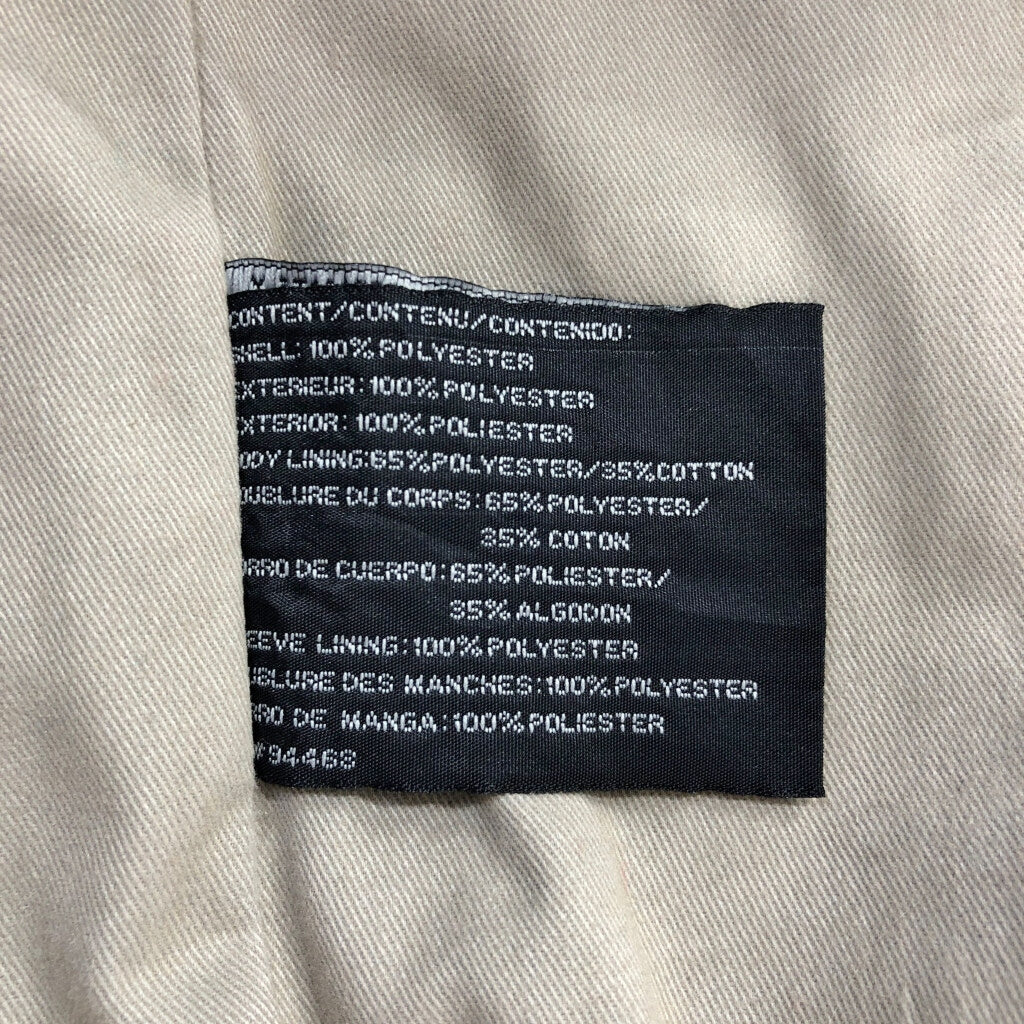 CONTENT/CONTENU/CONTENIDO:
SHELL: 100% POLYESTER
EXTERIEUR: 100% POLYESTER
EXTERIOR: 100% POLIESTER
ODY LINING: 65% POLYESTER/35% COTTON
OUBLURE DU CORPS: 65% POLYESTER/
35% COTON
ORRO DE CUERPO: 65% POLIESTER/
35% ALGODON
EEVE LINING: 100% POLYESTER
UBLURE DES MANCHES: 100% POLYESTER
RRO DE MANGA: 100% POLIESTER
#94468